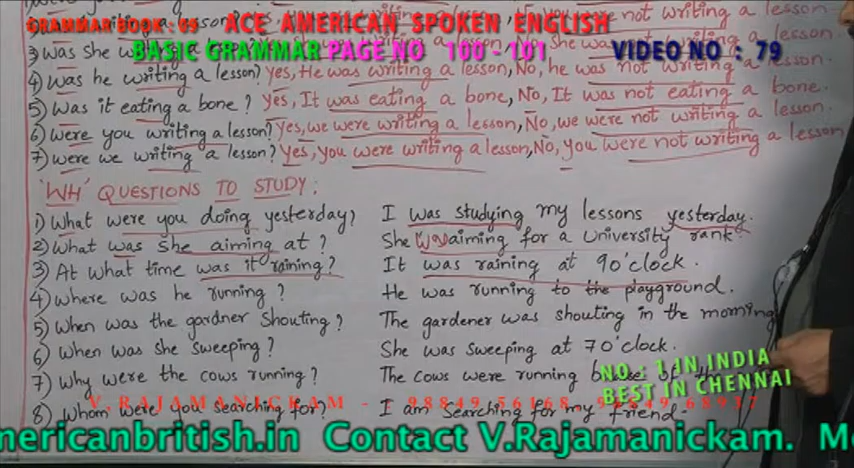 GRAMMAR BOOK : 05 ACE AMERICAN SPOKEN ENGLISH
BASIC GRAMMAR PAGE NO 100 - 101 VIDEO NO : 79
3) Was she
4) Was he writing a lesson? Yes, He was writing a lesson, No, he was not writing a lesson.
5) Was it eating a bone? Yes, It was eating a bone, No, It was not eating a bone.
6) Were you writing a lesson? Yes, we were writing a lesson, No, we were not writing a lesson.
7) Were we writing a lesson? Yes, you were writing a lesson, No, you were not writing a lesson
'WH' QUESTIONS TO STUDY:
1) What were you doing yesterday? I was studying my lessons yesterday.
2) What was she aiming at? She was aiming for a University rank.
3) At what time was it raining? It was raining at 9o'clock.
4) Where was he running? He was running to the playground.
5) When was the gardner shouting? The gardener was shouting in the morning
6) When was she sweeping? She was sweeping at 7o'clock.
7) Why were the cows running? The cows were running
NO. : 1 IN INDIA
BEST IN CHENNAI
V. RAJAMANICKAM -
8) Whom were you searching for? I am searching for my friend.
americanbritish.in Contact V.Rajamanickam.